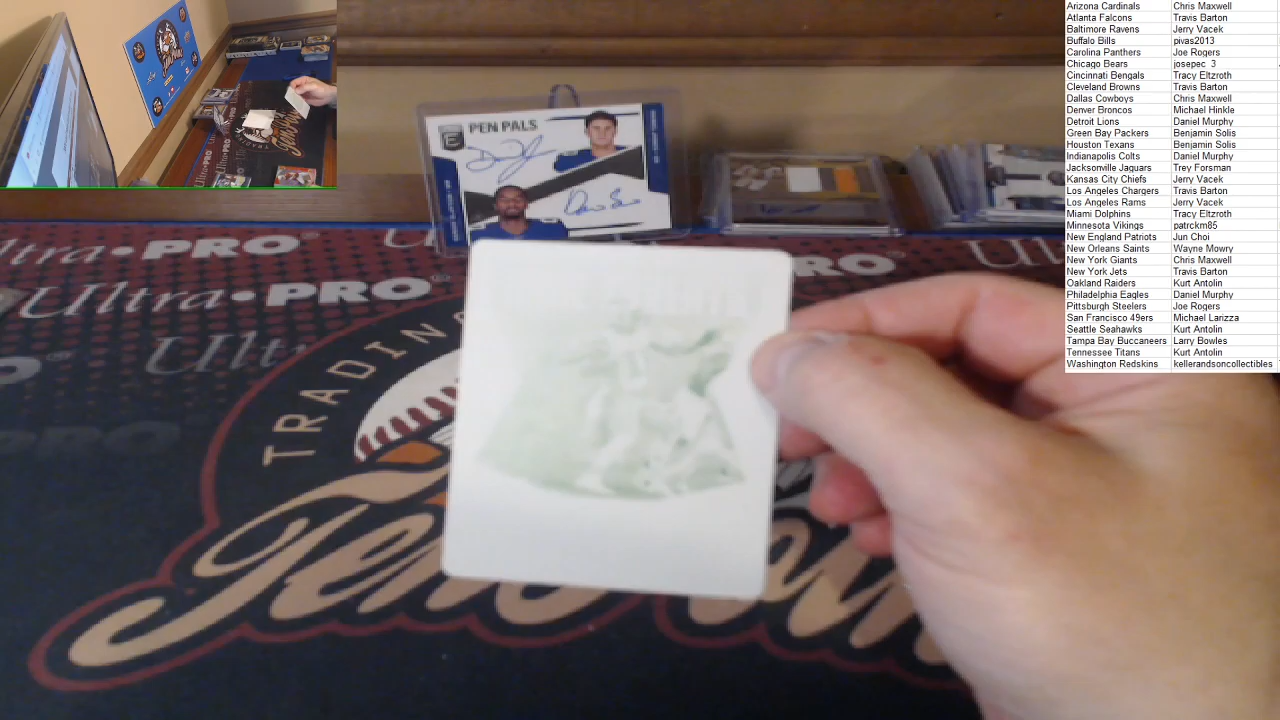 Arizona Cardinals Chris Maxwell
Atlanta Falcons Travis Barton
Baltimore Ravens Jerry Vacek
Buffalo Bills pivas2013
Carolina Panthers Joe Rogers
Chicago Bears josepec_3
Cincinnati Bengals Tracy Eltzroth
Cleveland Browns Travis Barton
Dallas Cowboys Chris Maxwell
Denver Broncos Michael Hinkle
Detroit Lions Daniel Murphy
Green Bay Packers Benjamin Solis
Houston Texans Benjamin Solis
Indianapolis Colts Daniel Murphy
Jacksonville Jaguars Trey Forsman
Kansas City Chiefs Jerry Vacek
Los Angeles Chargers Travis Barton
Los Angeles Rams Jerry Vacek
Miami Dolphins Tracy Eltzroth
Minnesota Vikings patrckm85
New England Patriots Jun Choi
New Orleans Saints Wayne Mowry
New York Giants Chris Maxwell
New York Jets Travis Barton
Oakland Raiders Kurt Antolin
Philadelphia Eagles Daniel Murphy
Pittsburgh Steelers Joe Rogers
San Francisco 49ers Michael Larizza
Seattle Seahawks Kurt Antolin
Tampa Bay Buccaneers Larry Bowles
Tennessee Titans Kurt Antolin
Washington Redskins kellerandsoncollectibles
PEN PALS
Ultra•PRO
Ultra•PRO
TRADIN